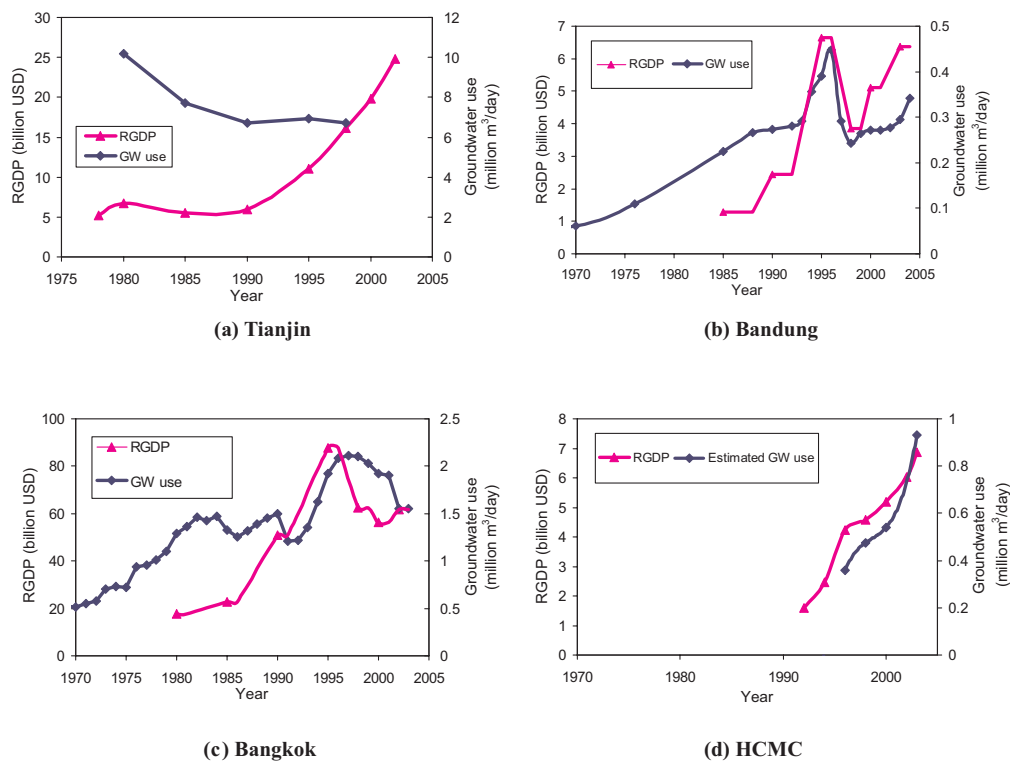 RGDP (billion USD)
30
25
20
15
10
5
0
12
10
8
6
4
2
0
Groundwater use
(million m³/day)
RGDP
GW use
1975 1980 1985 1990 1995 2000 2005
Year
(a) Tianjin
RGDP (billion USD)
7
6
5
4
3
2
1
0
0.5
0.4
0.3
0.2
0.1
0
Groundwater use
(million m³/day)
RGDP GW use
1970 1975 1980 1985 1990 1995 2000 2005
Year
(b) Bandung
RGDP (billion USD)
100
80
60
40
20
0
2.5
2
1.5
1
0.5
0
Groundwater use
(million m³/day)
RGDP
GW use
1970 1975 1980 1985 1990 1995 2000 2005
Year
(c) Bangkok
RGDP (billion USD)
8
7
6
5
4
3
2
1
0
1
0.8
0.6
0.4
0.2
0
Groundwater use
(million m³/day)
RGDP Estimated GW use
1970 1980 1990 2000
Year
(d) HCMC